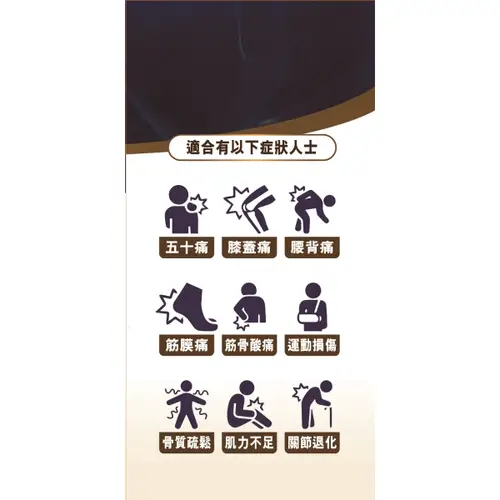 適合有以下症狀人士
五十痛
膝蓋痛
腰背痛
筋膜痛
筋骨酸痛
運動損傷
骨質疏鬆
肌力不足
關節退化